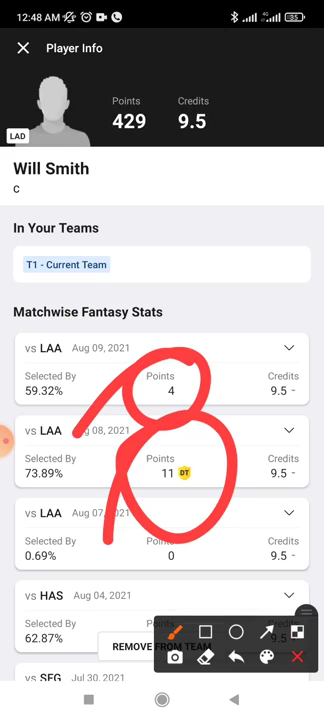 12:48 AM 4G 35
Player Info
Points Credits
429 9.5
LAD
Will Smith
C
In Your Teams
T1 - Current Team
Matchwise Fantasy Stats
vs LAA Aug 09, 2021
Selected By Points Credits
59.32% 4 9.5 -
vs LAA Aug 08, 2021
Selected By Points Credits
73.89% 11 DT 9.5 -
vs LAA Aug 07, 2021
Selected By Points Credits
0.69% 0 9.5 -
vs HAS Aug 04, 2021
Selected By Points
62.87%
REMOVE FROM TEAM
vs SFG Jul 30, 2021